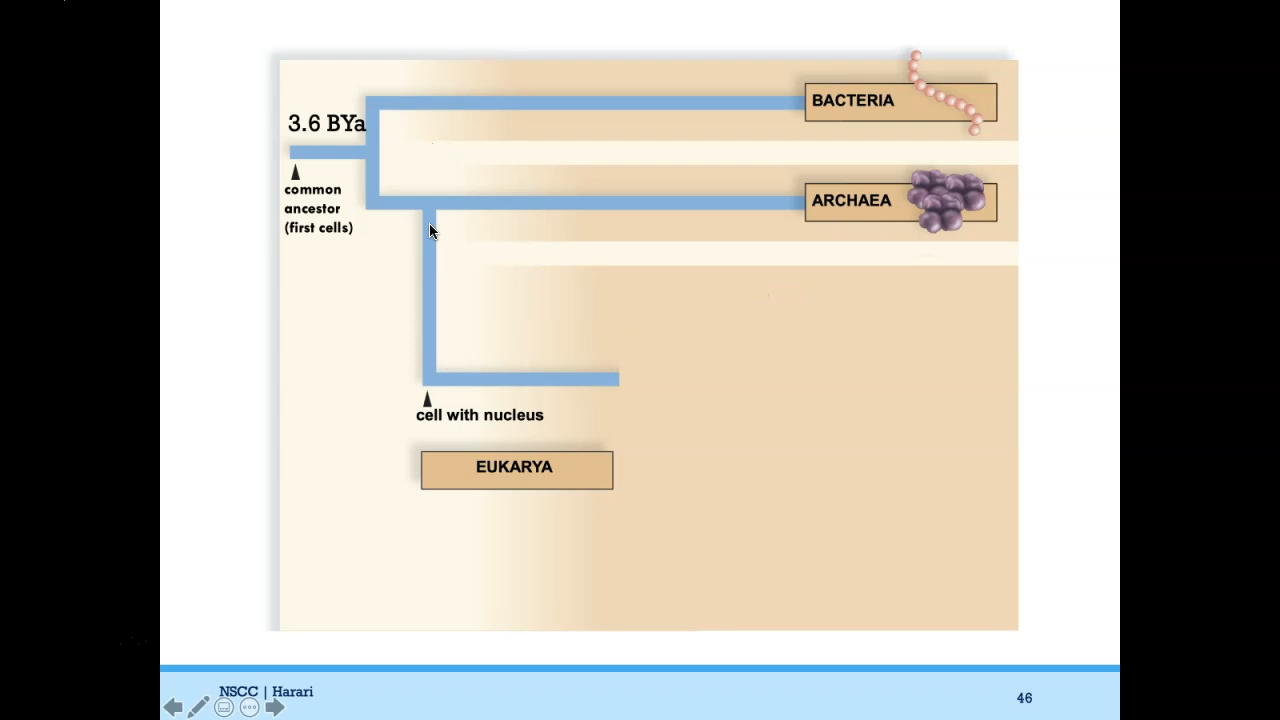 BACTERIA
3.6 BYa
common
ancestor
(first cells)
ARCHAEA
cell with nucleus
EUKARYA
NSCC | Harari
46